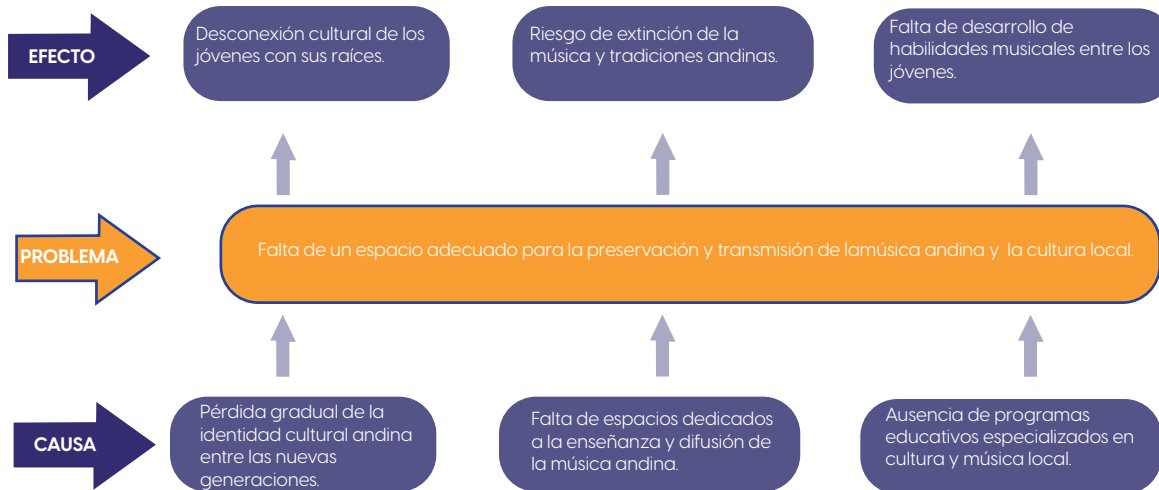 EFECTO
Desconexión cultural de los
jóvenes con sus raíces.
Riesgo de extinción de la
música y tradiciones andinas.
Falta de desarrollo de
habilidades musicales entre los
jóvenes.
PROBLEMA
Falta de un espacio adecuado para la preservación y transmisión de lamúsica andina y la cultura local.
CAUSA
Pérdida gradual de la
identidad cultural andina
entre las nuevas
generaciones.
Falta de espacios dedicados
a la enseñanza y difusión de
la música andina.
Ausencia de programas
educativos especializados en
cultura y música local.